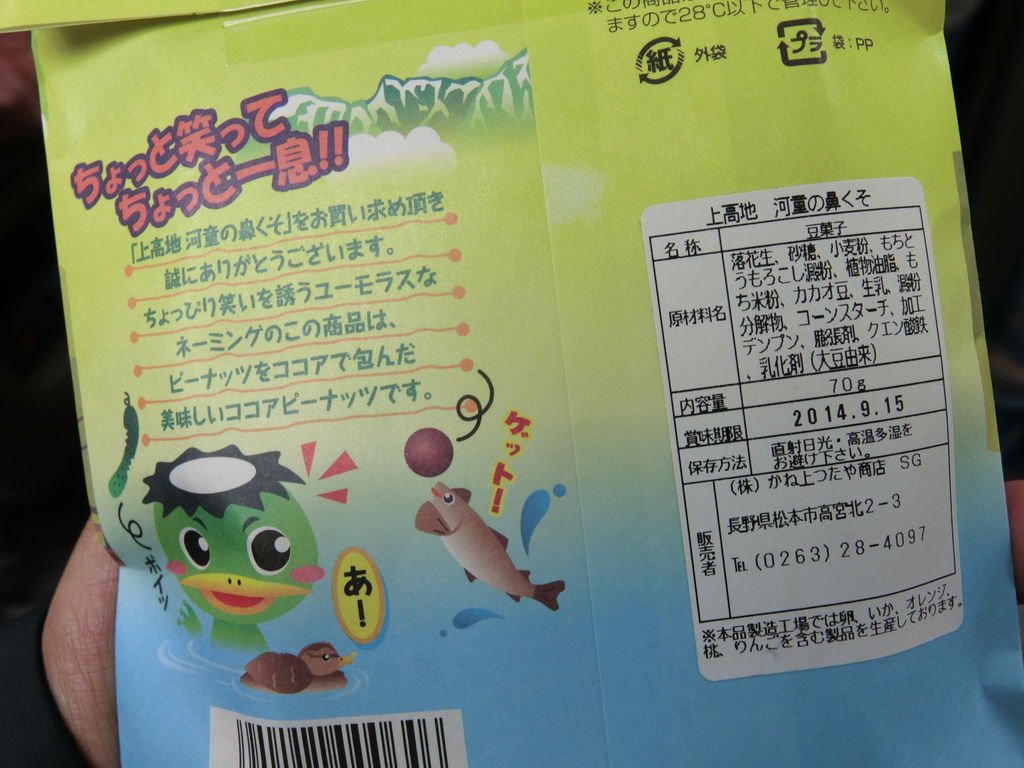 ※この商品は
ますので28℃以下で管理して下さい。
紙 外袋
プラ 袋：PP
ちょっと笑って
ちょっと一息!!
「上高地 河童の鼻くそ」をお買い求め頂き
誠にありがとうございます。
ちょっぴり笑いを誘うユーモラスな
ネーミングのこの商品は、
ピーナッツをココアで包んだ
美味しいココアピーナッツです。
ゲット！
ポイッ
あ！
上高地 河童の鼻くそ
名称 豆菓子
原材料名 落花生、砂糖、小麦粉、もちと
うもろこし澱粉、植物油脂、も
ち米粉、カカオ豆、生乳、澱粉
分解物、コーンスターチ、加工
デンプン、膨張剤、クエン酸鉄
、乳化剤（大豆由来）
内容量 70g
賞味期限 2014.9.15
保存方法 直射日光・高温多湿を
お避け下さい。
販売者 （株）かね上つたや商店 SG
長野県松本市高宮北2-3
℡(0263)28-4097
※本品製造工場では卵、いか、オレンジ、
桃、りんごを含む製品を生産しております。